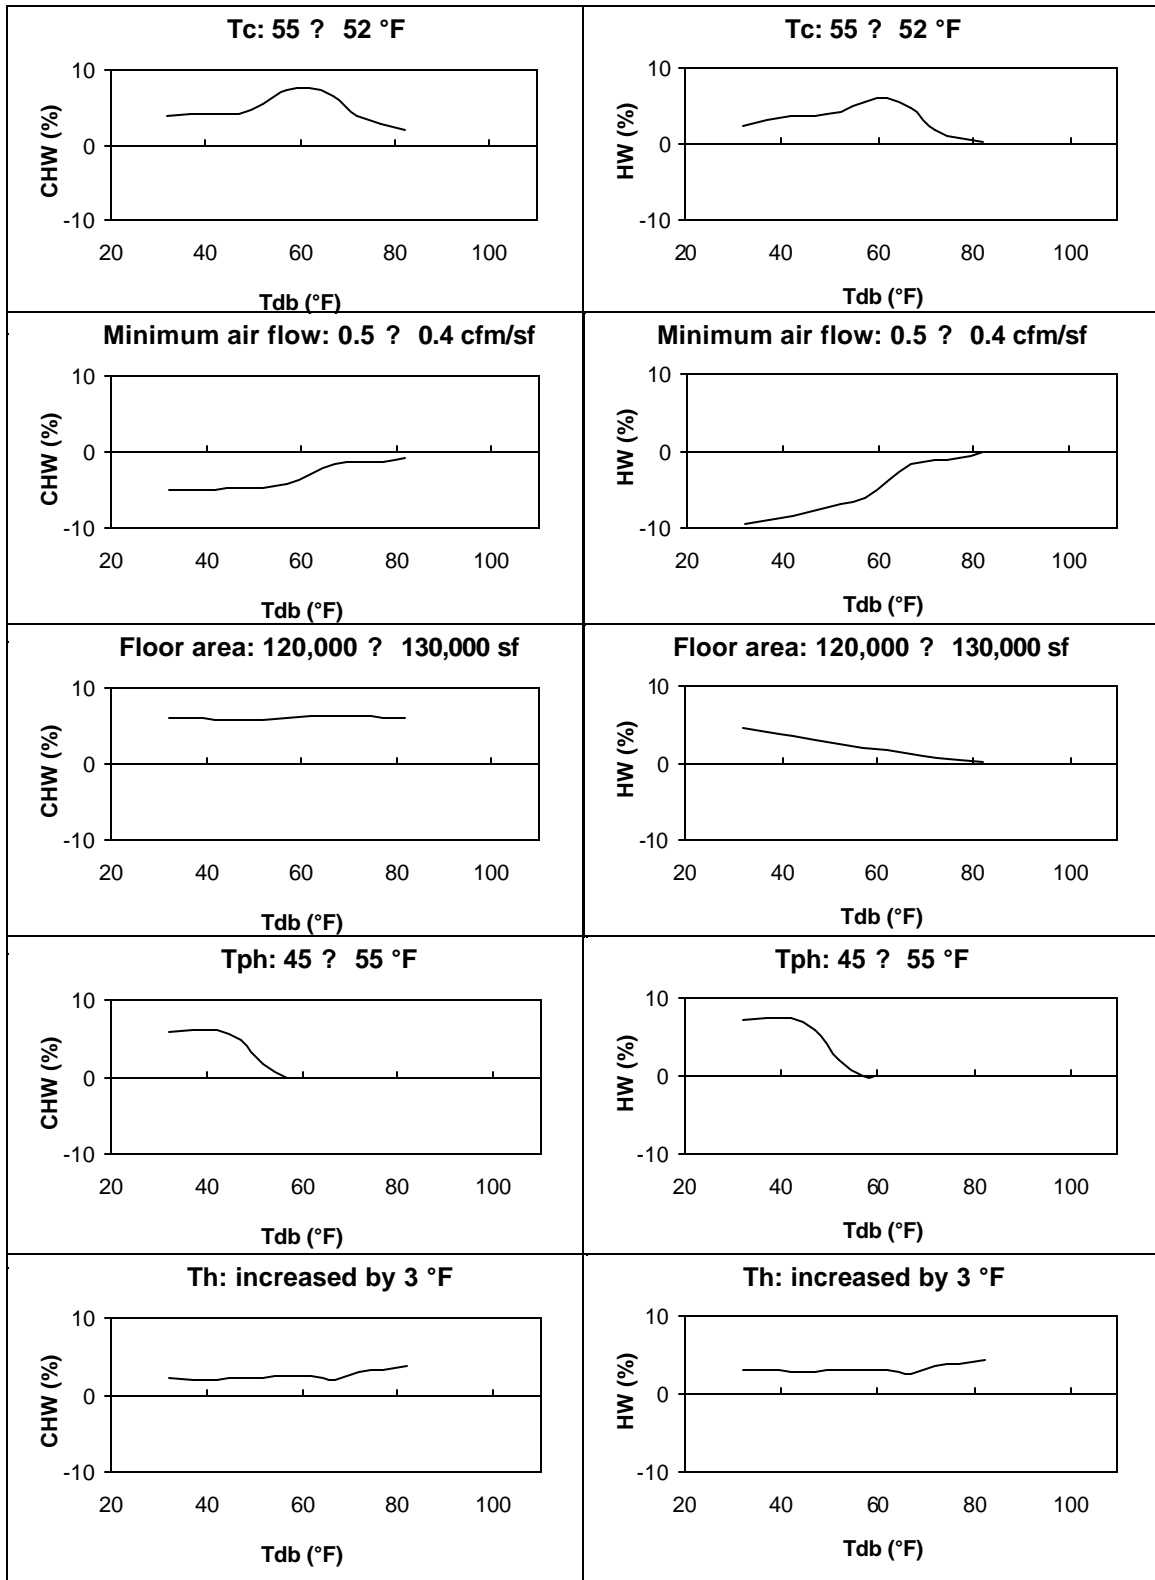 Tc: 55 ? 52 °F
10
0
-10
CHW (%)
20 40 60 80 100
Tdb (°F)
Tc: 55 ? 52 °F
10
0
-10
HW (%)
20 40 60 80 100
Tdb (°F)
Minimum air flow: 0.5 ? 0.4 cfm/sf
10
0
-10
CHW (%)
20 40 60 80 100
Tdb (°F)
Minimum air flow: 0.5 ? 0.4 cfm/sf
10
0
-10
HW (%)
20 40 60 80 100
Tdb (°F)
Floor area: 120,000 ? 130,000 sf
10
0
-10
CHW (%)
20 40 60 80 100
Tdb (°F)
Floor area: 120,000 ? 130,000 sf
10
0
-10
HW (%)
20 40 60 80 100
Tdb (°F)
Tph: 45 ? 55 °F
10
0
-10
CHW (%)
20 40 60 80 100
Tdb (°F)
Tph: 45 ? 55 °F
10
0
-10
HW (%)
20 40 60 80 100
Tdb (°F)
Th: increased by 3 °F
10
0
-10
CHW (%)
20 40 60 80 100
Tdb (°F)
Th: increased by 3 °F
10
0
-10
HW (%)
20 40 60 80 100
Tdb (°F)